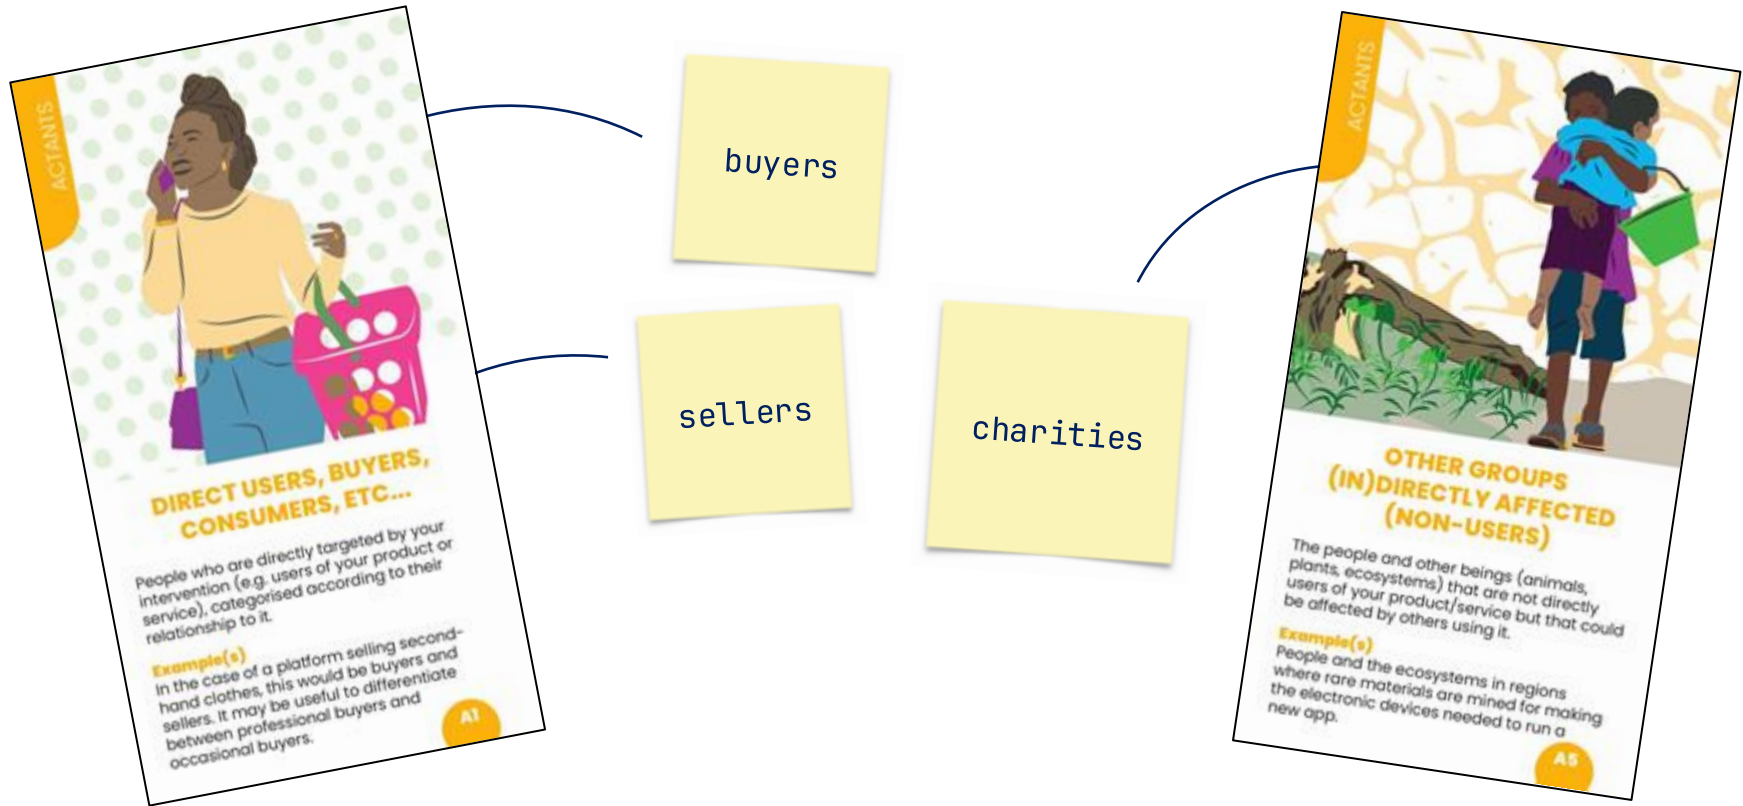 ACTANTS
DIRECT USERS, BUYERS,
CONSUMERS, ETC...
People who are directly targeted by your
intervention (e.g. users of your product or
service), categorised according to their
relationship to it.
Example(s)
In the case of a platform selling second-
hand clothes, this would be buyers and
sellers. It may be useful to differentiate
between professional buyers and
occasional buyers.
A1
buyers
sellers
charities
ACTANTS
OTHER GROUPS
(IN)DIRECTLY AFFECTED
(NON-USERS)
The people and other beings (animals,
plants, ecosystems) that are not directly
users of your product/service but that could
be affected by others using it.
Example(s)
People and the ecosystems in regions
where rare materials are mined for making
the electronic devices needed to run a
new app.
A5